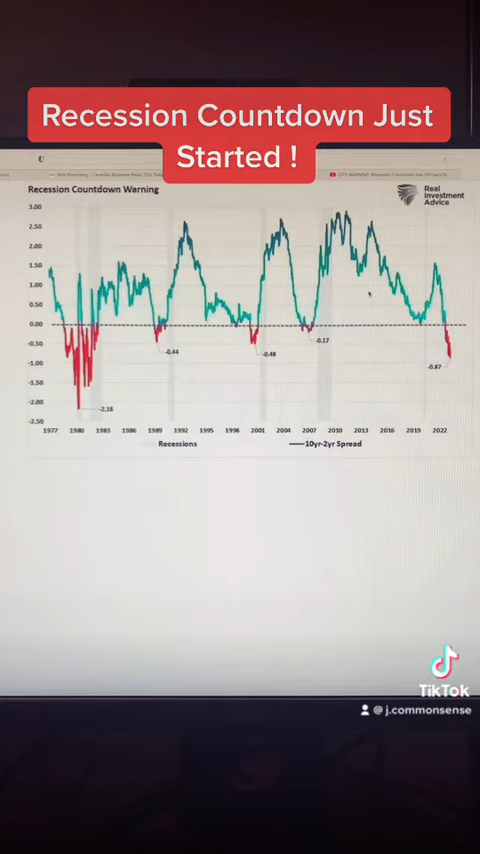 Recession Countdown Just
Started !
Recession Countdown Warning
Real
Investment
Advice
3.00
2.50
2.00
1.50
1.00
0.50
0.00
-0.50
-1.00
-1.50
-2.00
-2.50
-0.44
-0.48
-0.17
-0.87
-2.18
1977 1980 1983 1986 1989 1992 1995 1998 2001 2004 2007 2010 2013 2016 2019 2022
Recessions 10yr-2yr Spread
TikTok
@ j.commonsense